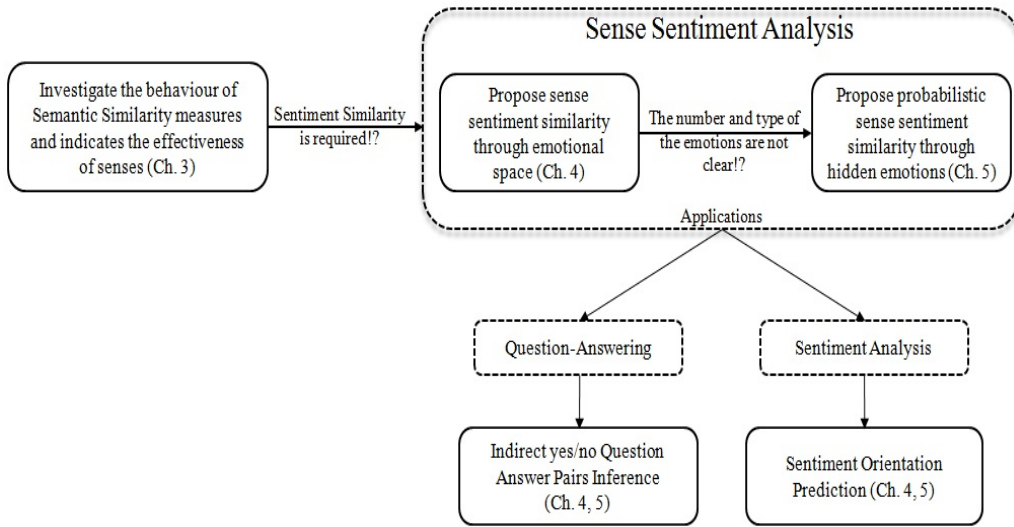 Sense Sentiment Analysis
Investigate the behaviour of
Semantic Similarity measures
and indicates the effectiveness
of senses (Ch. 3)
Sentiment Similarity
is required!?
Propose sense
sentiment similarity
through emotional
space (Ch. 4)
The number and type of
the emotions are not
clear!?
Propose probabilistic
sense sentiment
similarity through
hidden emotions (Ch. 5)
Applications
Question-Answering
Sentiment Analysis
Indirect yes/no Question
Answer Pairs Inference
(Ch. 4, 5)
Sentiment Orientation
Prediction (Ch. 4, 5)